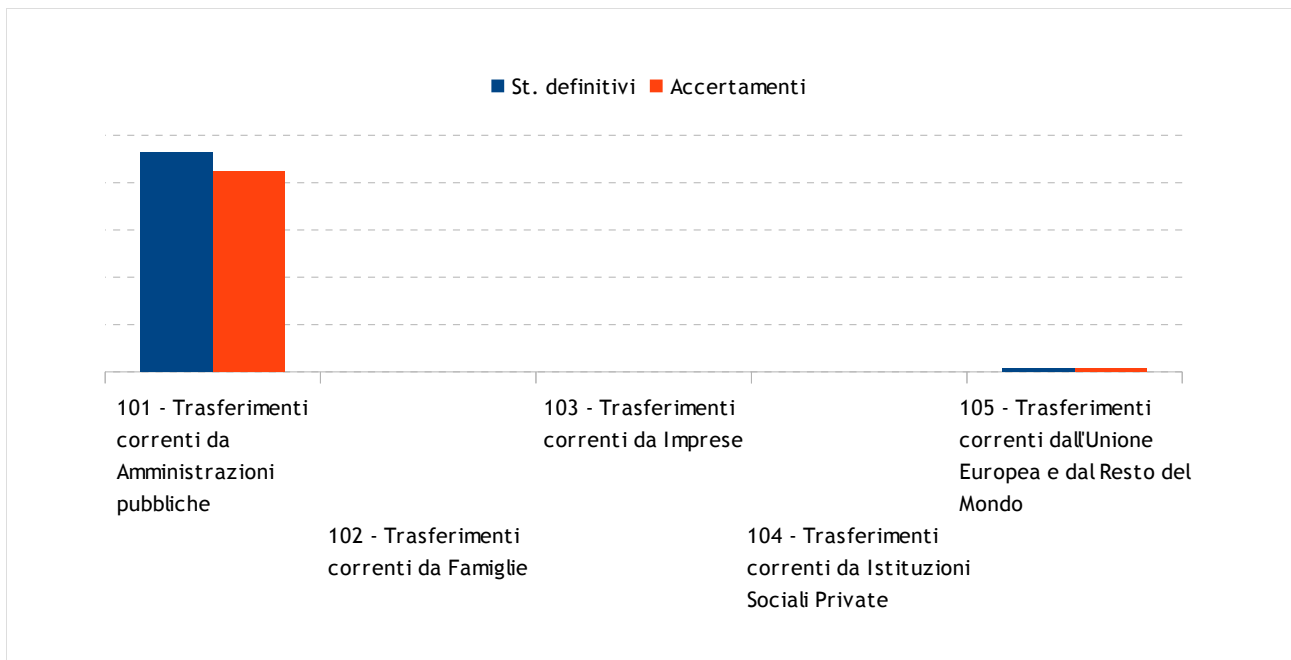 St. definitivi Accertamenti
101 - Trasferimenti
correnti da
Amministrazioni
pubbliche
102 - Trasferimenti
correnti da Famiglie
103 - Trasferimenti
correnti da Imprese
104 - Trasferimenti
correnti da Istituzioni
Sociali Private
105 - Trasferimenti
correnti dall'Unione
Europea e dal Resto del
Mondo